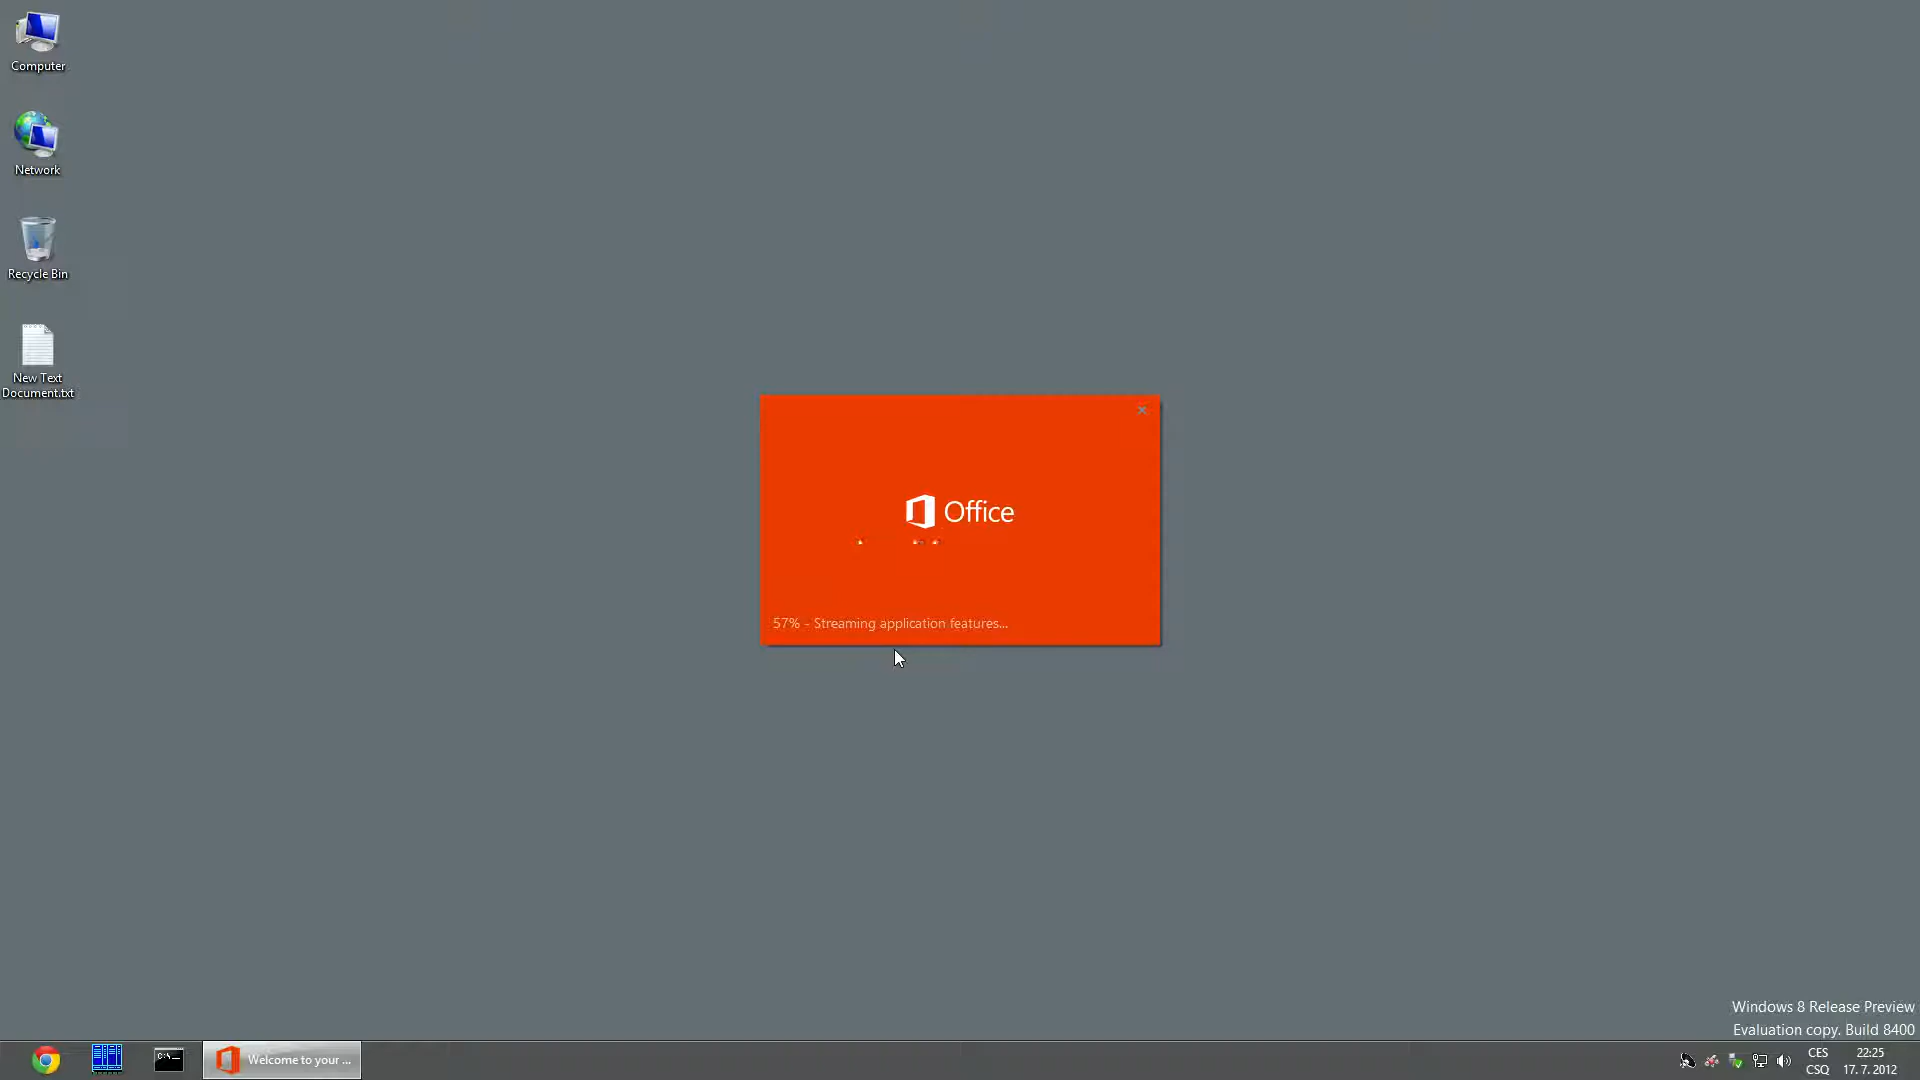 Computer
Network
Recycle Bin
New Text
Document.txt
Office
57% - Streaming application features...
Windows 8 Release Preview
Evaluation copy. Build 8400
C:\_
Welcome to your ...
CES
CSQ
22:25
17. 7. 2012